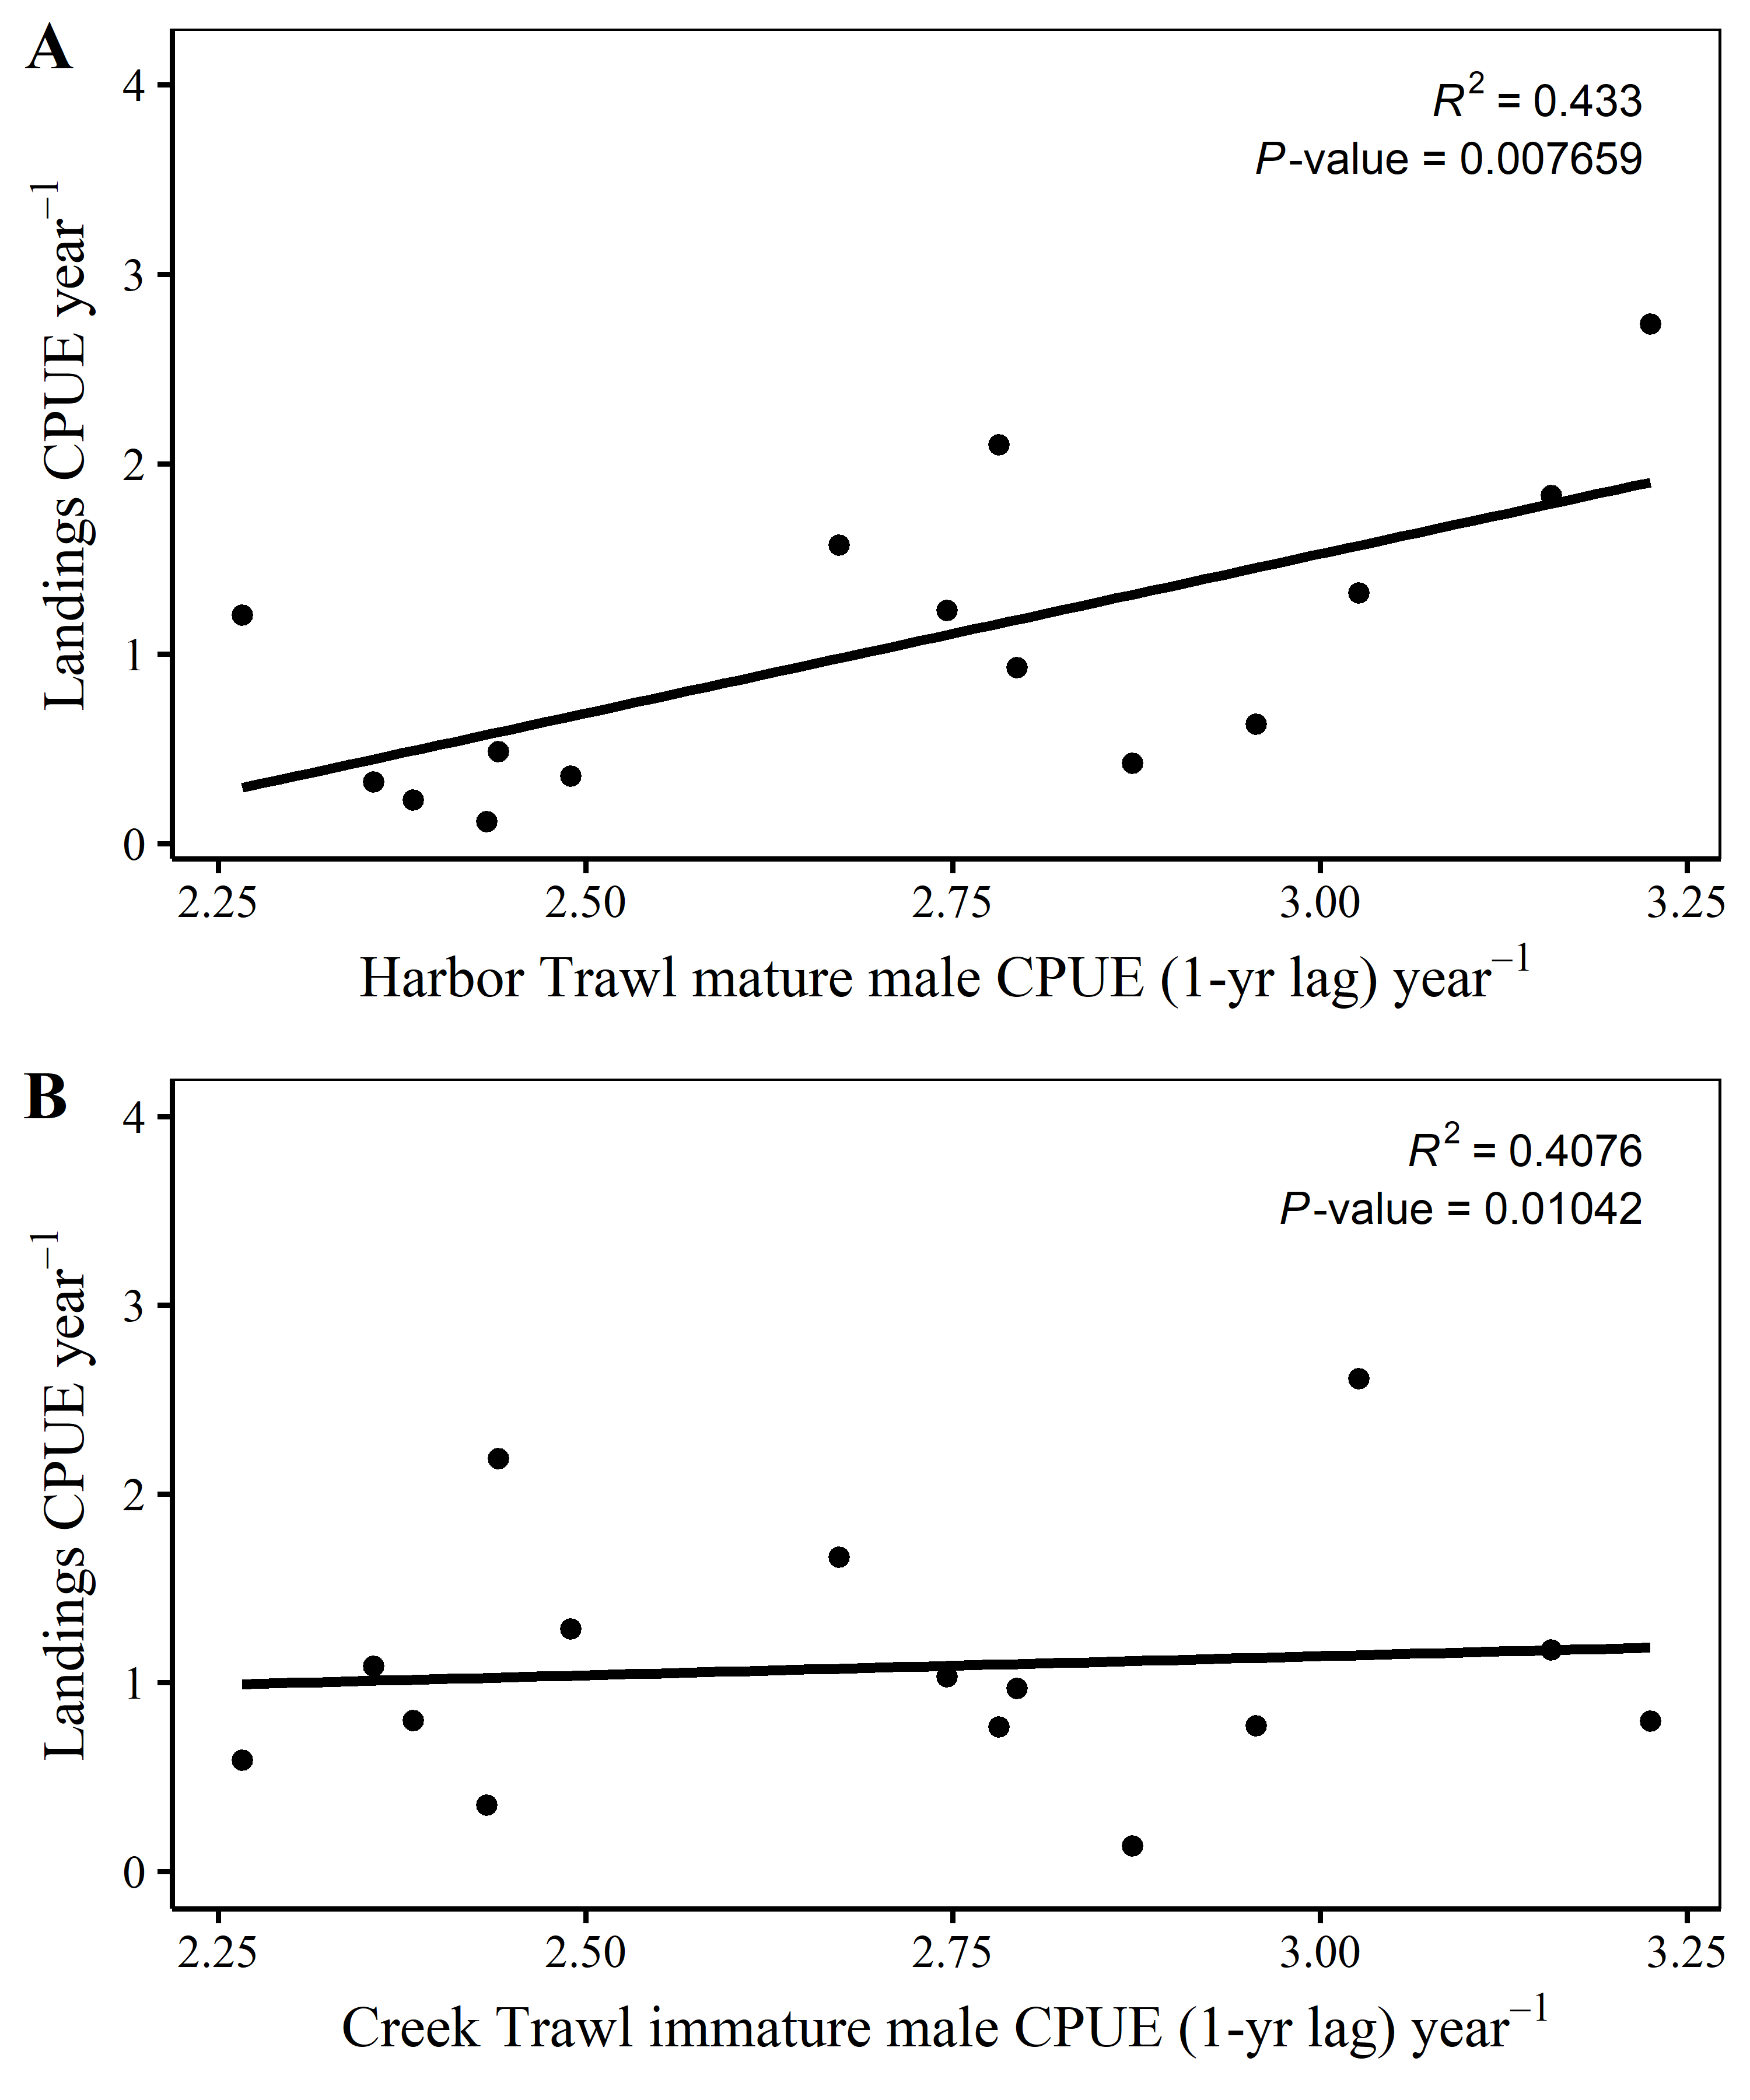 A
R² = 0.433
P-value = 0.007659
4
3
2
1
0
Landings CPUE year⁻¹
2.25 2.50 2.75 3.00 3.25
Harbor Trawl mature male CPUE (1-yr lag) year⁻¹
B
R² = 0.4076
P-value = 0.01042
4
3
2
1
0
Landings CPUE year⁻¹
2.25 2.50 2.75 3.00 3.25
Creek Trawl immature male CPUE (1-yr lag) year⁻¹